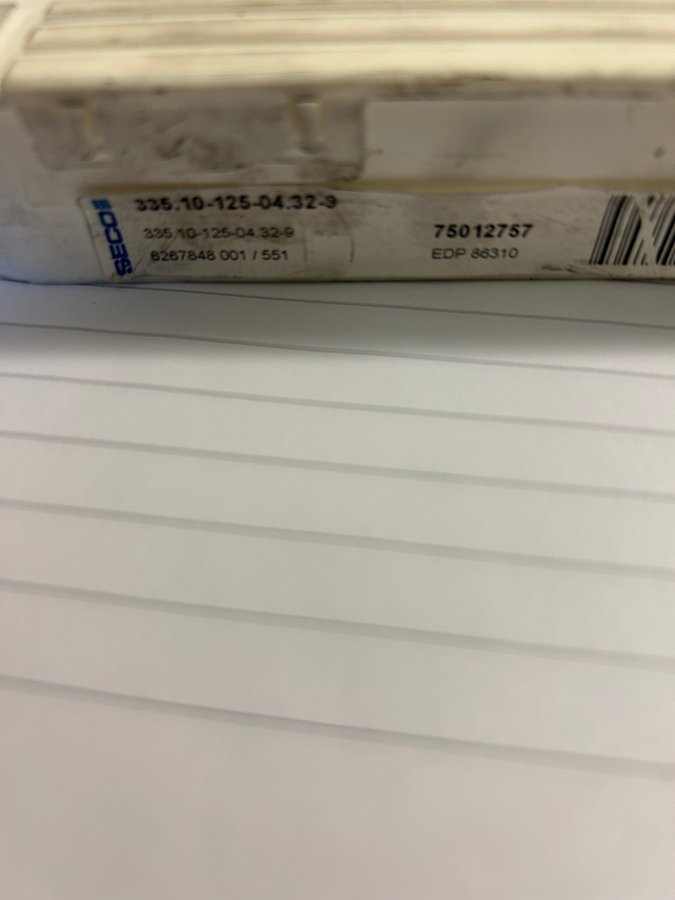 SECO
335.10-125-04.32-9
335.10-125-04.32-9
6267848 001 / 551
75012757
EDP 86310